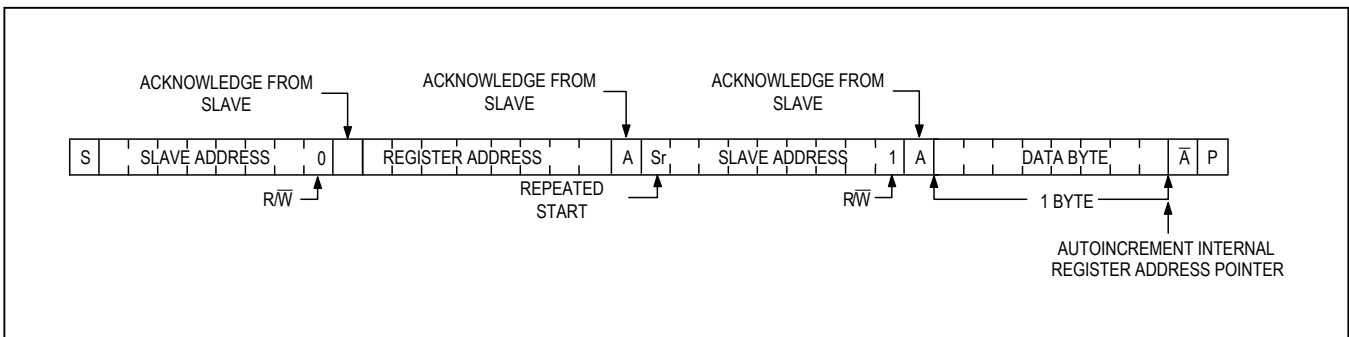 ACKNOWLEDGE FROM
SLAVE
ACKNOWLEDGE FROM
SLAVE
ACKNOWLEDGE FROM
SLAVE
S SLAVE ADDRESS 0 REGISTER ADDRESS A Sr SLAVE ADDRESS 1 A DATA BYTE A̅ P
R/W̅
REPEATED
START
R/W̅
1 BYTE
AUTOINCREMENT INTERNAL
REGISTER ADDRESS POINTER